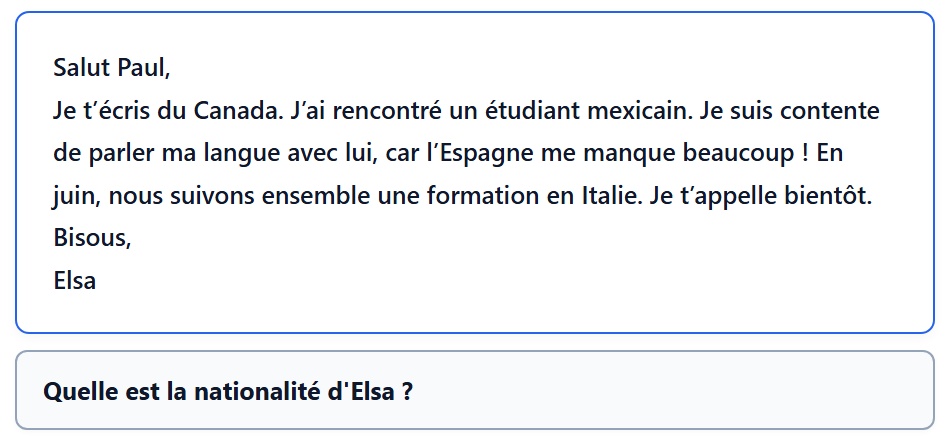 Salut Paul,
Je t’écris du Canada. J’ai rencontré un étudiant mexicain. Je suis contente
de parler ma langue avec lui, car l’Espagne me manque beaucoup ! En
juin, nous suivons ensemble une formation en Italie. Je t’appelle bientôt.
Bisous,
Elsa
Quelle est la nationalité d'Elsa ?